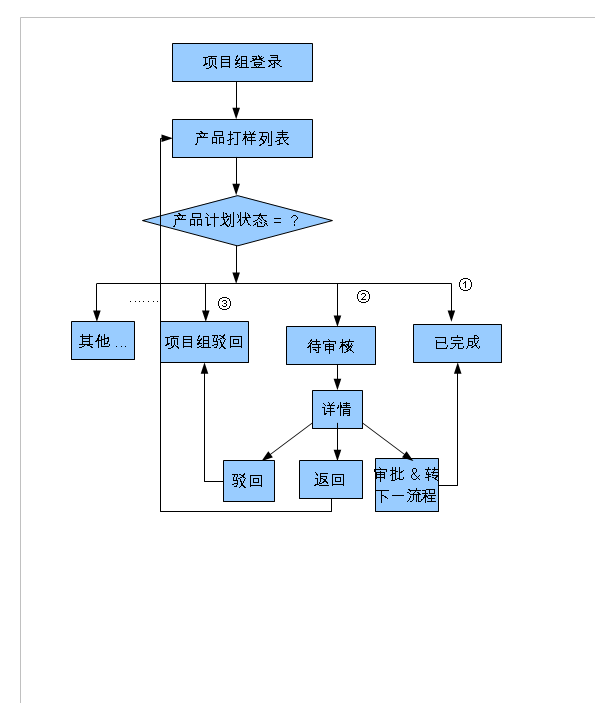 项目组登录
产品打样列表
产品计划状态 = ？
①
②
③
.......
其他 ...
项目组驳回
待审核
已完成
详情
驳回
返回
审批 & 转
下一流程